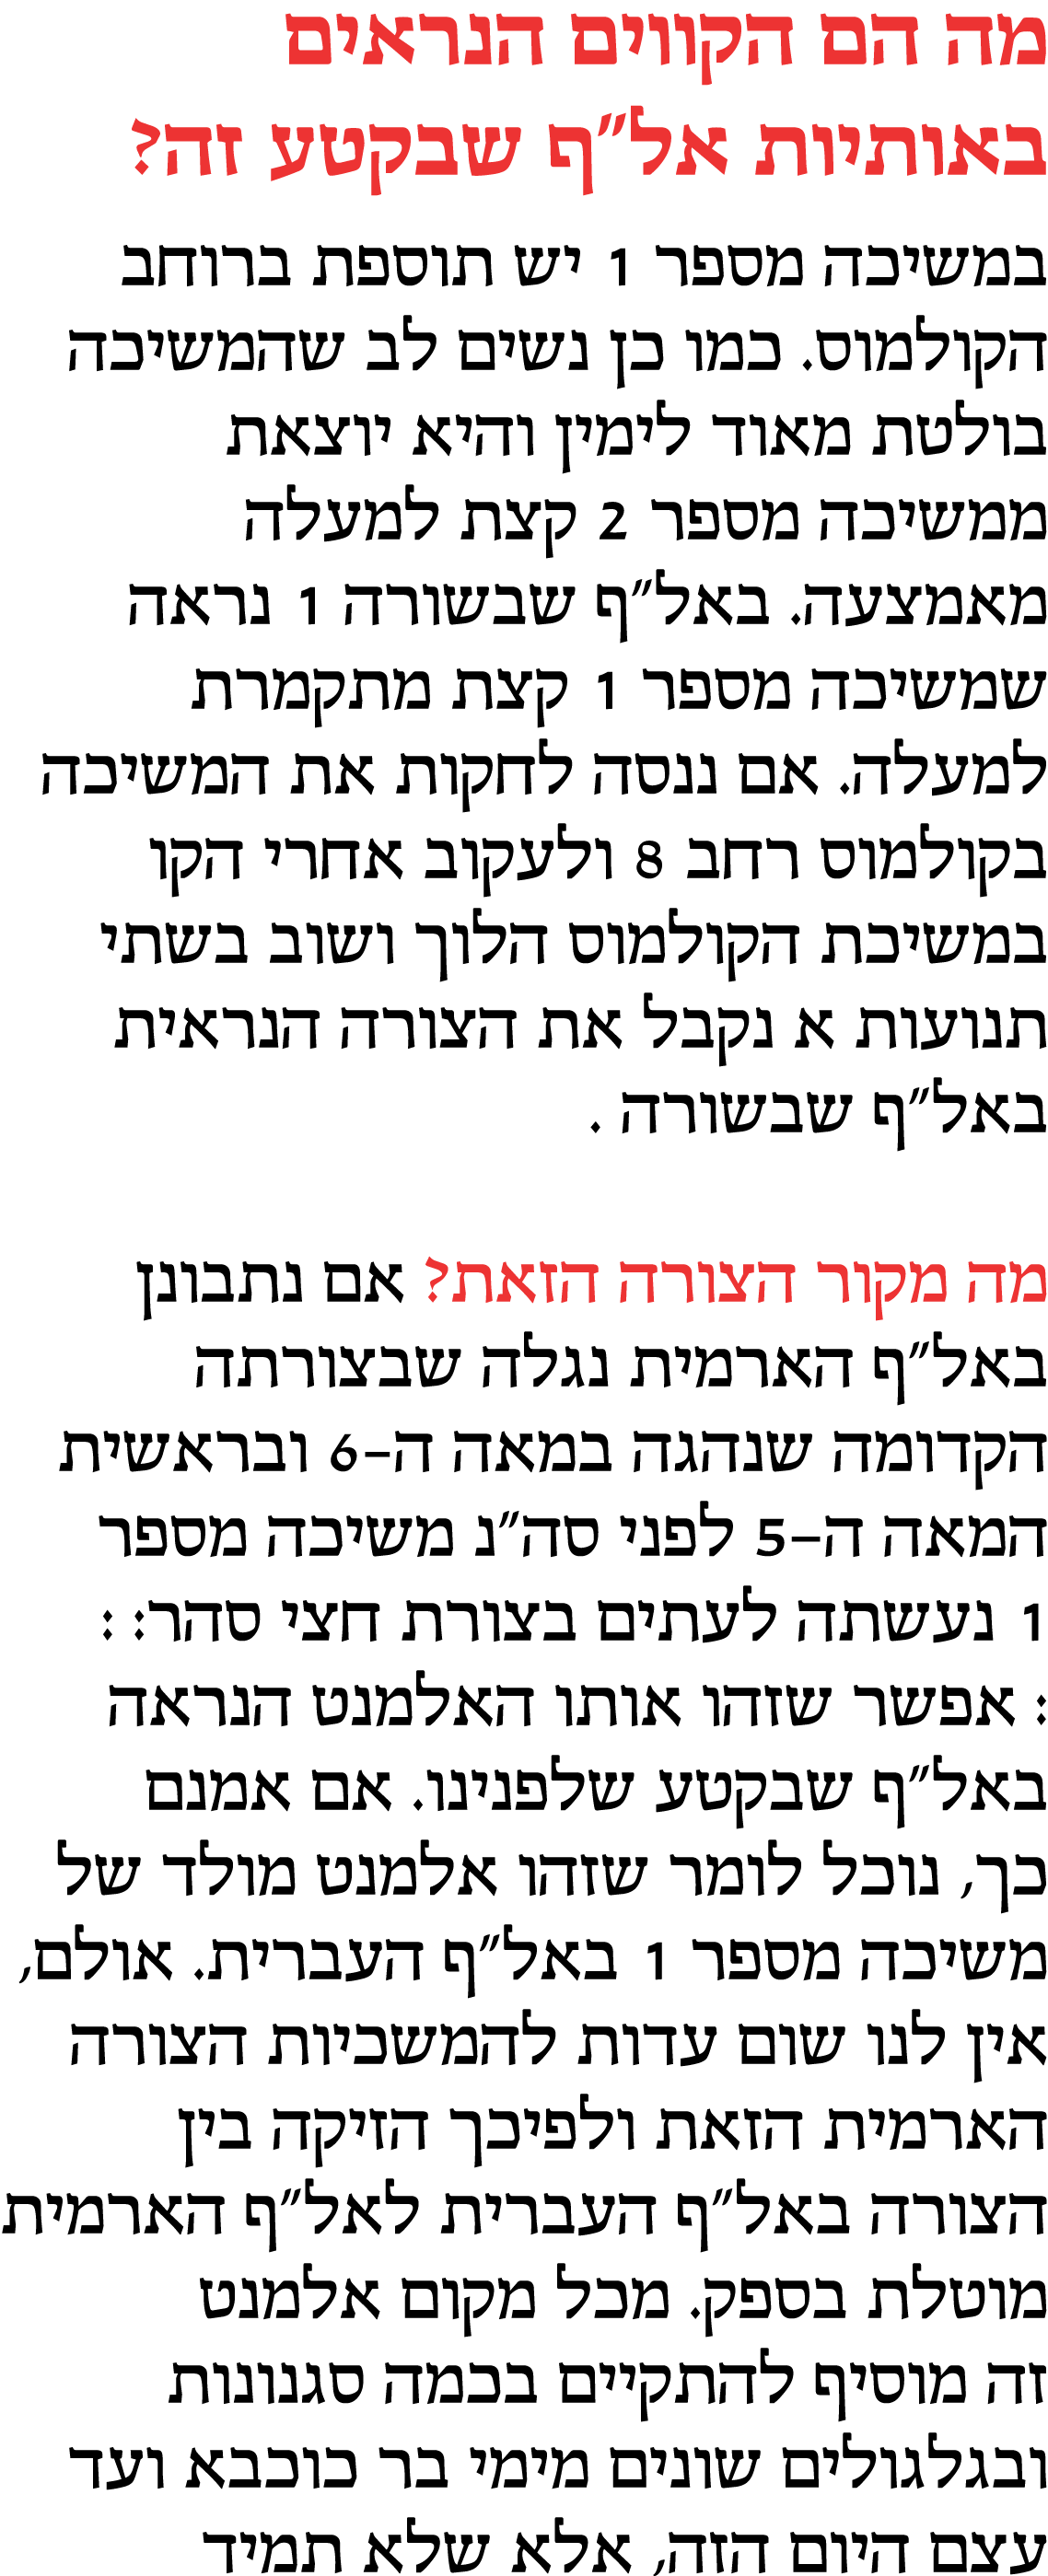 מה הם הקווים הנראים
באותיות אל"ף שבקטע זה?
במשיכה מספר 1 יש תוספת ברוחב
הקולמוס. כמו כן נשים לב שהמשיכה
בולטת מאוד לימין והיא יוצאת
ממשיכה מספר 2 קצת למעלה
מאמצעה. באל"ף שבשורה 1 נראה
שמשיכה מספר 1 קצת מתקמרת
למעלה. אם ננסה לחקות את המשיכה
בקולמוס רחב 8 ולעקוב אחרי הקו
במשיכת הקולמוס הלוך ושוב בשתי
תנועות א נקבל את הצורה הנראית
באל"ף שבשורה .
מה מקור הצורה הזאת? אם נתבונן
באל"ף הארמית נגלה שבצורתה
הקדומה שנהגה במאה ה-6 ובראשית
המאה ה-5 לפני סה"נ משיכה מספר
1 נעשתה לעתים בצורת חצי סהר: :
: אפשר שזהו אותו האלמנט הנראה
באל"ף שבקטע שלפנינו. אם אמנם
כך, נוכל לומר שזהו אלמנט מולד של
משיכה מספר 1 באל"ף העברית. אולם,
אין לנו שום עדות להמשכיות הצורה
הארמית הזאת ולפיכך הזיקה בין
הצורה באל"ף העברית לאל"ף הארמית
מוטלת בספק. מכל מקום אלמנט
זה מוסיף להתקיים בכמה סגנונות
ובגלגולים שונים מימי בר כוכבא ועד
עצם היום הזה, אלא שלא תמיד